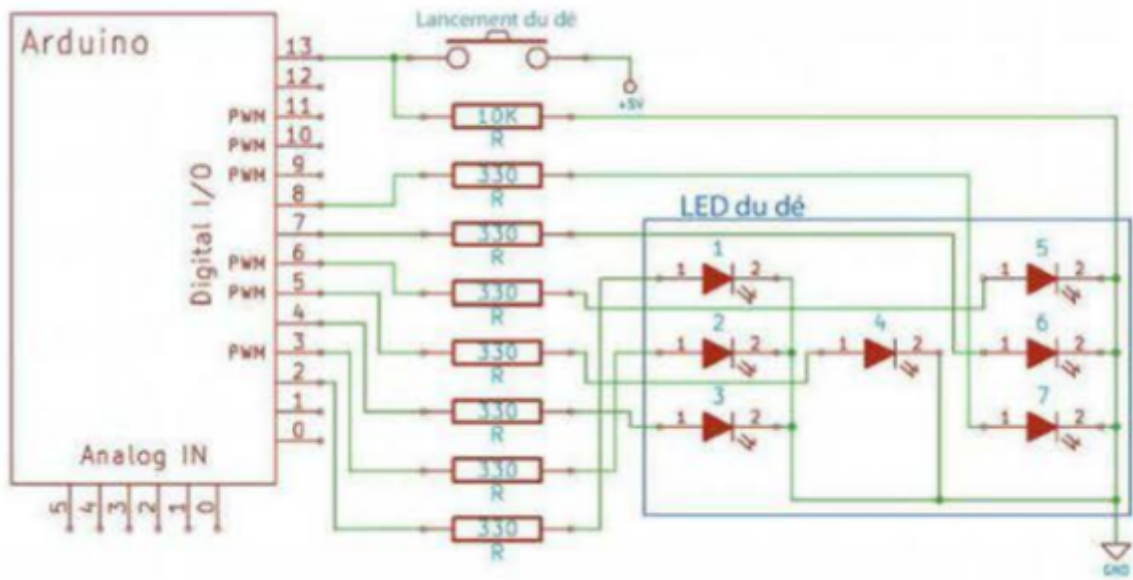 Lancement du dé
Arduino
13
12
+5V
PWM 11
10K
PWM 10
R
PWM 9
330
8
R
LED du dé
7
330
R
PWM 6
330
R
PWM 5
330
R
4
330
R
PWM 3
330
R
2
330
R
1
0
Digital I/O
1
1 2
5
1 2
2
1 2
4
1 2
6
1 2
3
1 2
7
1 2
Analog IN
5 4 3 2 1 0
GND